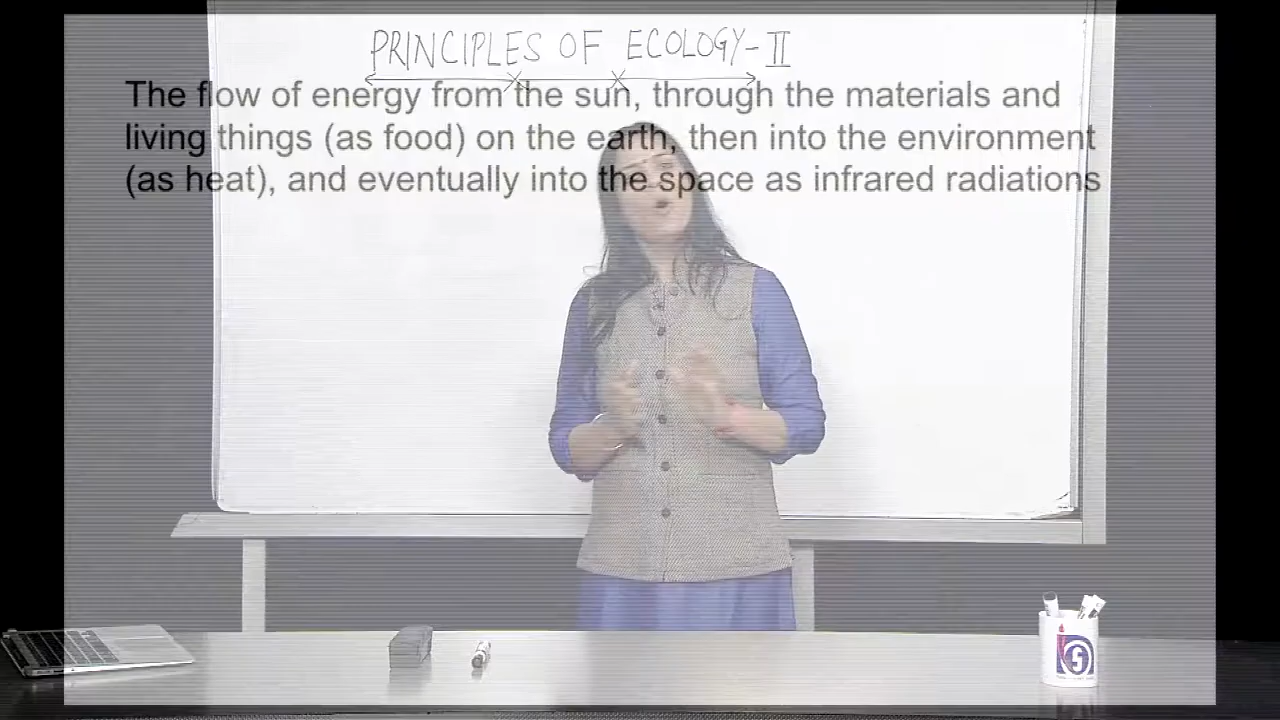 PRINCIPLES OF ECOLOGY-II
The flow of energy from the sun, through the materials and
living things (as food) on the earth, then into the environment
(as heat), and eventually into the space as infrared radiations